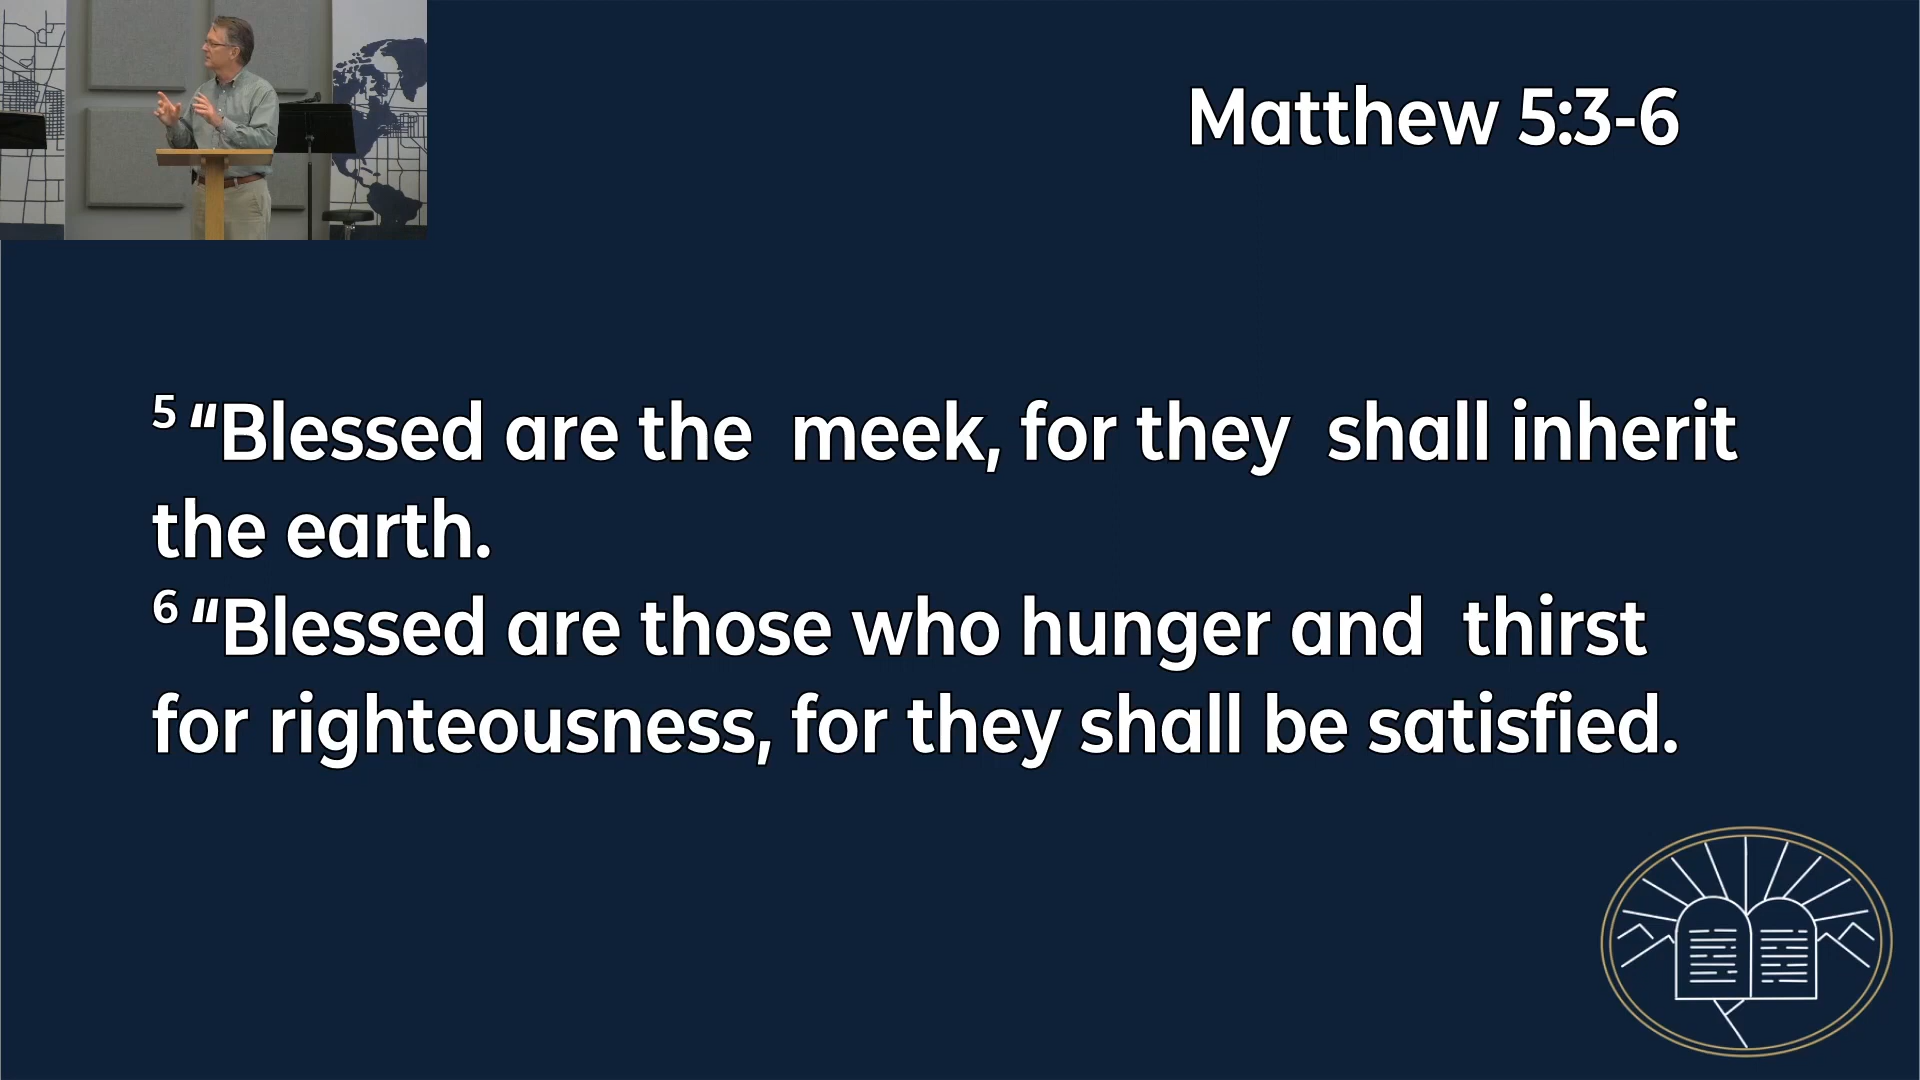 Matthew 5:3-6
5 “Blessed are the  meek, for they  shall inherit
the earth.
6 “Blessed are those who hunger and  thirst
for righteousness, for they shall be satisfied.